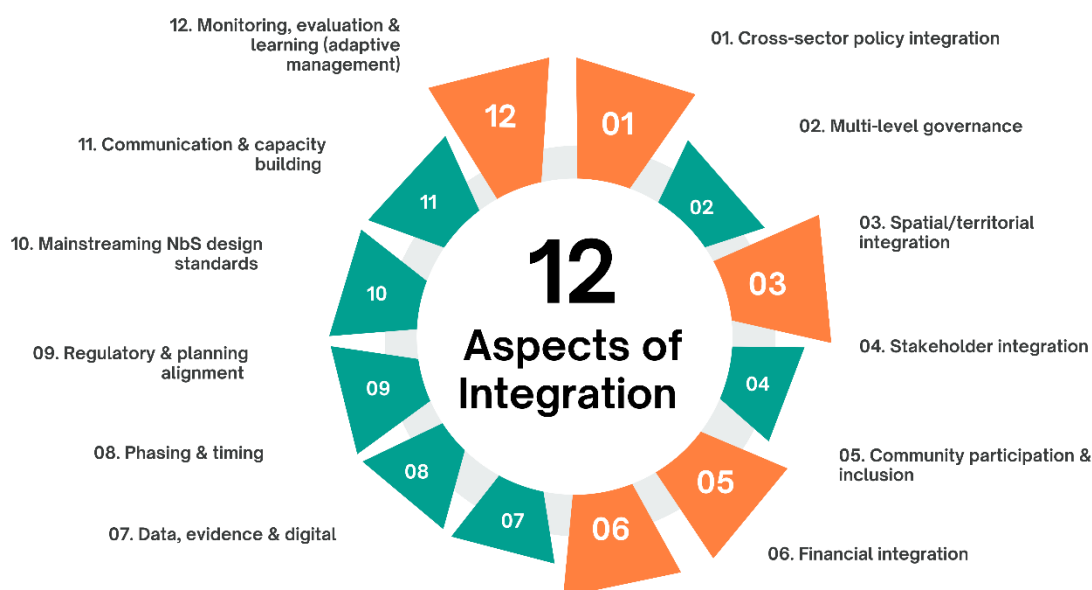 12. Monitoring, evaluation &
learning (adaptive
management)
01. Cross-sector policy integration
11. Communication & capacity
building
02. Multi-level governance
10. Mainstreaming NbS design
standards
03. Spatial/territorial
integration
09. Regulatory & planning
alignment
04. Stakeholder integration
08. Phasing & timing
05. Community participation &
inclusion
07. Data, evidence & digital
06. Financial integration
12
01
02
03
04
05
06
07
08
09
10
11
12
Aspects of
Integration